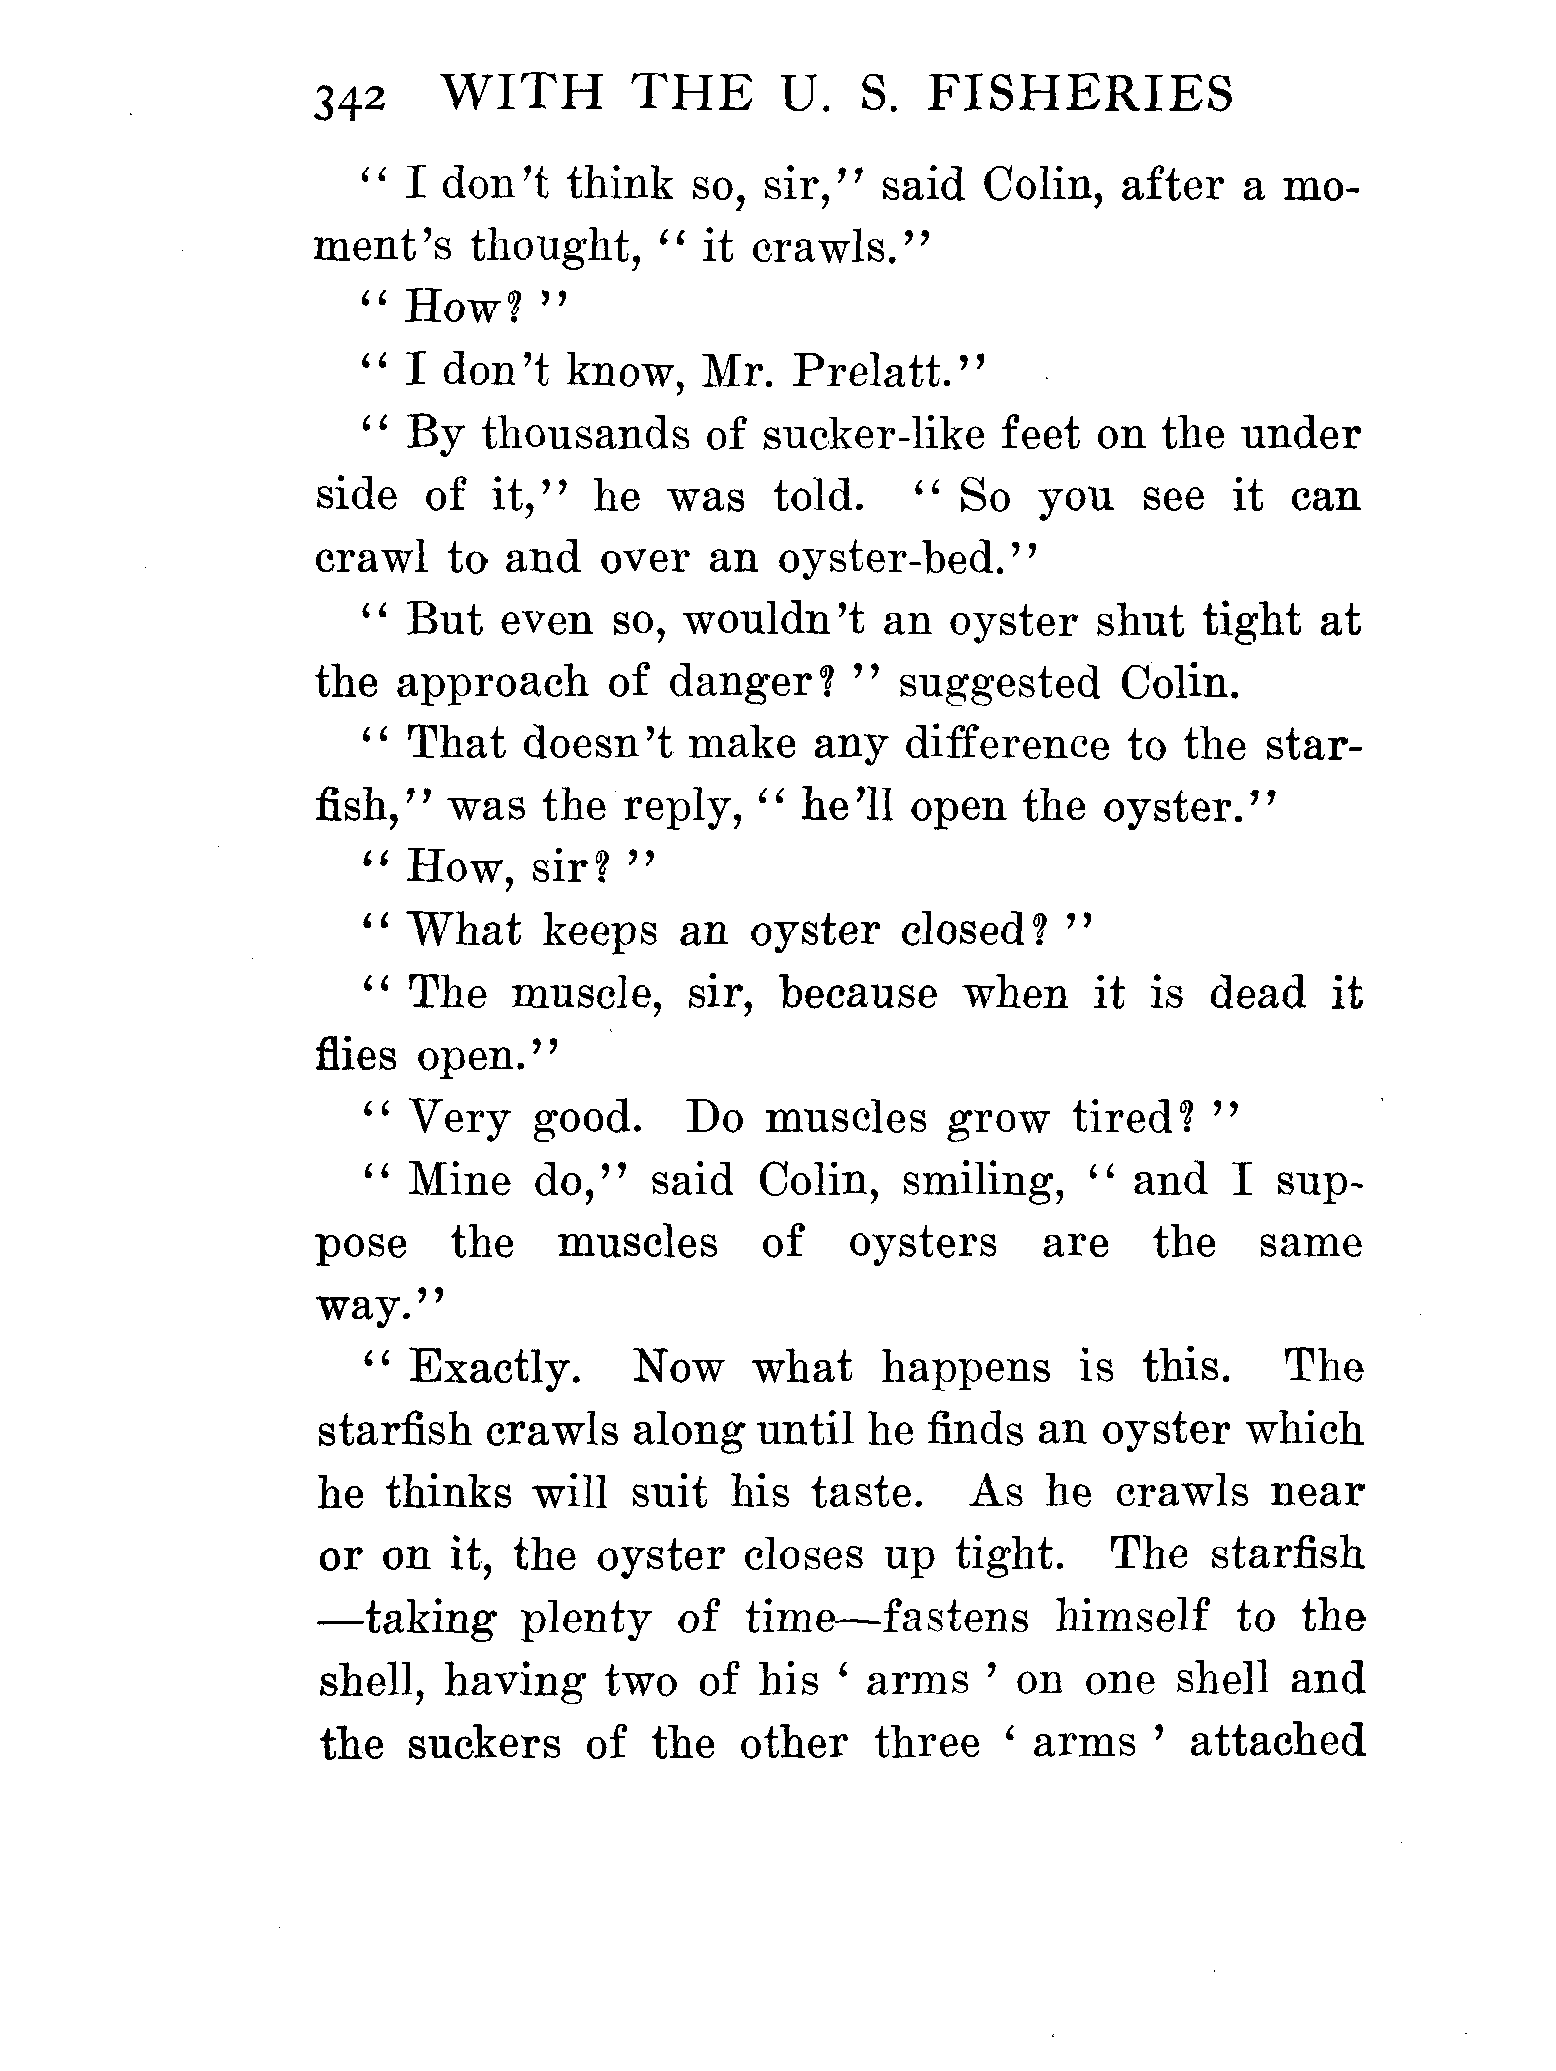 342 WITH THE U. S. FISHERIES
“ I don’t think so, sir,” said Colin, after a mo-
ment’s thought, “ it crawls.”
“ How? ”
“ I don’t know, Mr. Prelatt.”
“ By thousands of sucker-like feet on the under
side of it,” he was told. “ So you see it can
crawl to and over an oyster-bed.”
“ But even so, wouldn’t an oyster shut tight at
the approach of danger? ” suggested Colin.
“ That doesn’t make any difference to the star-
fish,” was the reply, “ he’ll open the oyster.”
“ How, sir? ”
“ What keeps an oyster closed? ”
“ The muscle, sir, because when it is dead it
flies open.”
“ Very good. Do muscles grow tired? ”
“ Mine do,” said Colin, smiling, “ and I sup-
pose the muscles of oysters are the same
way.”
“ Exactly. Now what happens is this. The
starfish crawls along until he finds an oyster which
he thinks will suit his taste. As he crawls near
or on it, the oyster closes up tight. The starfish
—taking plenty of time—fastens himself to the
shell, having two of his ‘ arms ’ on one shell and
the suckers of the other three ‘ arms ’ attached